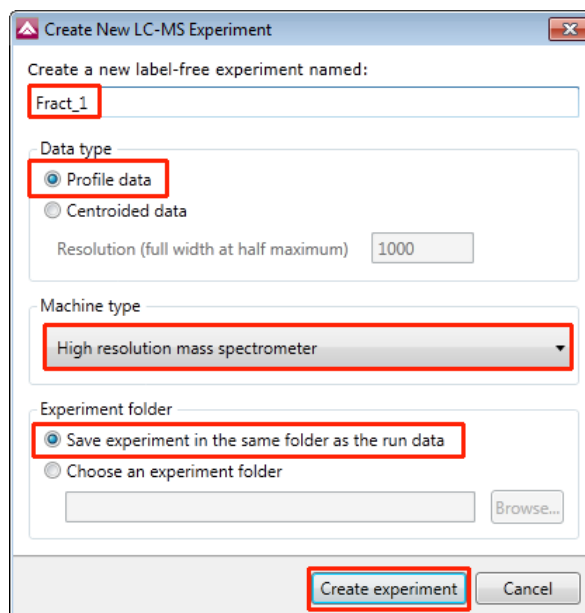 Create New LC-MS Experiment
Create a new label-free experiment named:
Fract_1
Data type
Profile data
Centroided data
Resolution (full width at half maximum) 1000
Machine type
High resolution mass spectrometer
Experiment folder
Save experiment in the same folder as the run data
Choose an experiment folder
Browse...
Create experiment Cancel